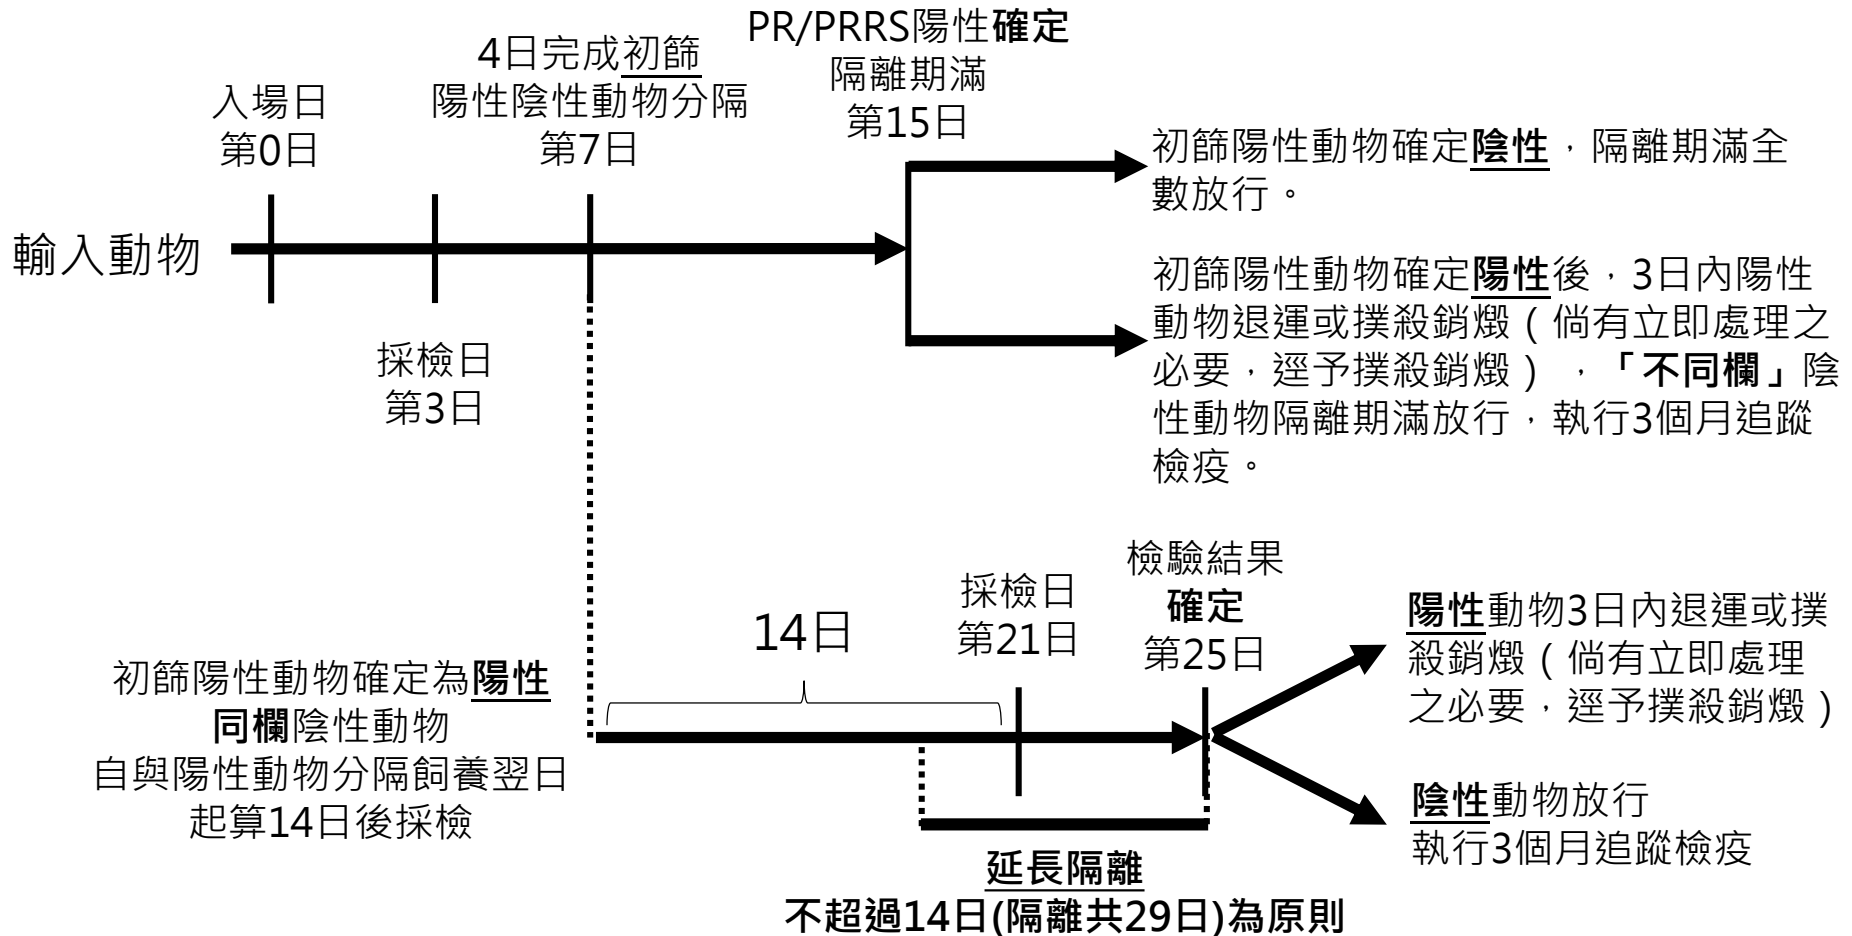 PR/PRRS陽性確定
隔離期滿
第15日
4日完成初篩
陽性陰性動物分隔
第7日
入場日
第0日
輸入動物
採檢日
第3日
初篩陽性動物確定陰性，隔離期滿全
數放行。
初篩陽性動物確定陽性後，3日內陽性
動物退運或撲殺銷燬（倘有立即處理之
必要，逕予撲殺銷燬），「不同欄」陰
性動物隔離期滿放行，執行3個月追蹤
檢疫。
初篩陽性動物確定為陽性
同欄陰性動物
自與陽性動物分隔飼養翌日
起算14日後採檢
14日
採檢日
第21日
檢驗結果
確定
第25日
陽性動物3日內退運或撲
殺銷燬（倘有立即處理
之必要，逕予撲殺銷燬）
陰性動物放行
執行3個月追蹤檢疫
延長隔離
不超過14日(隔離共29日)為原則